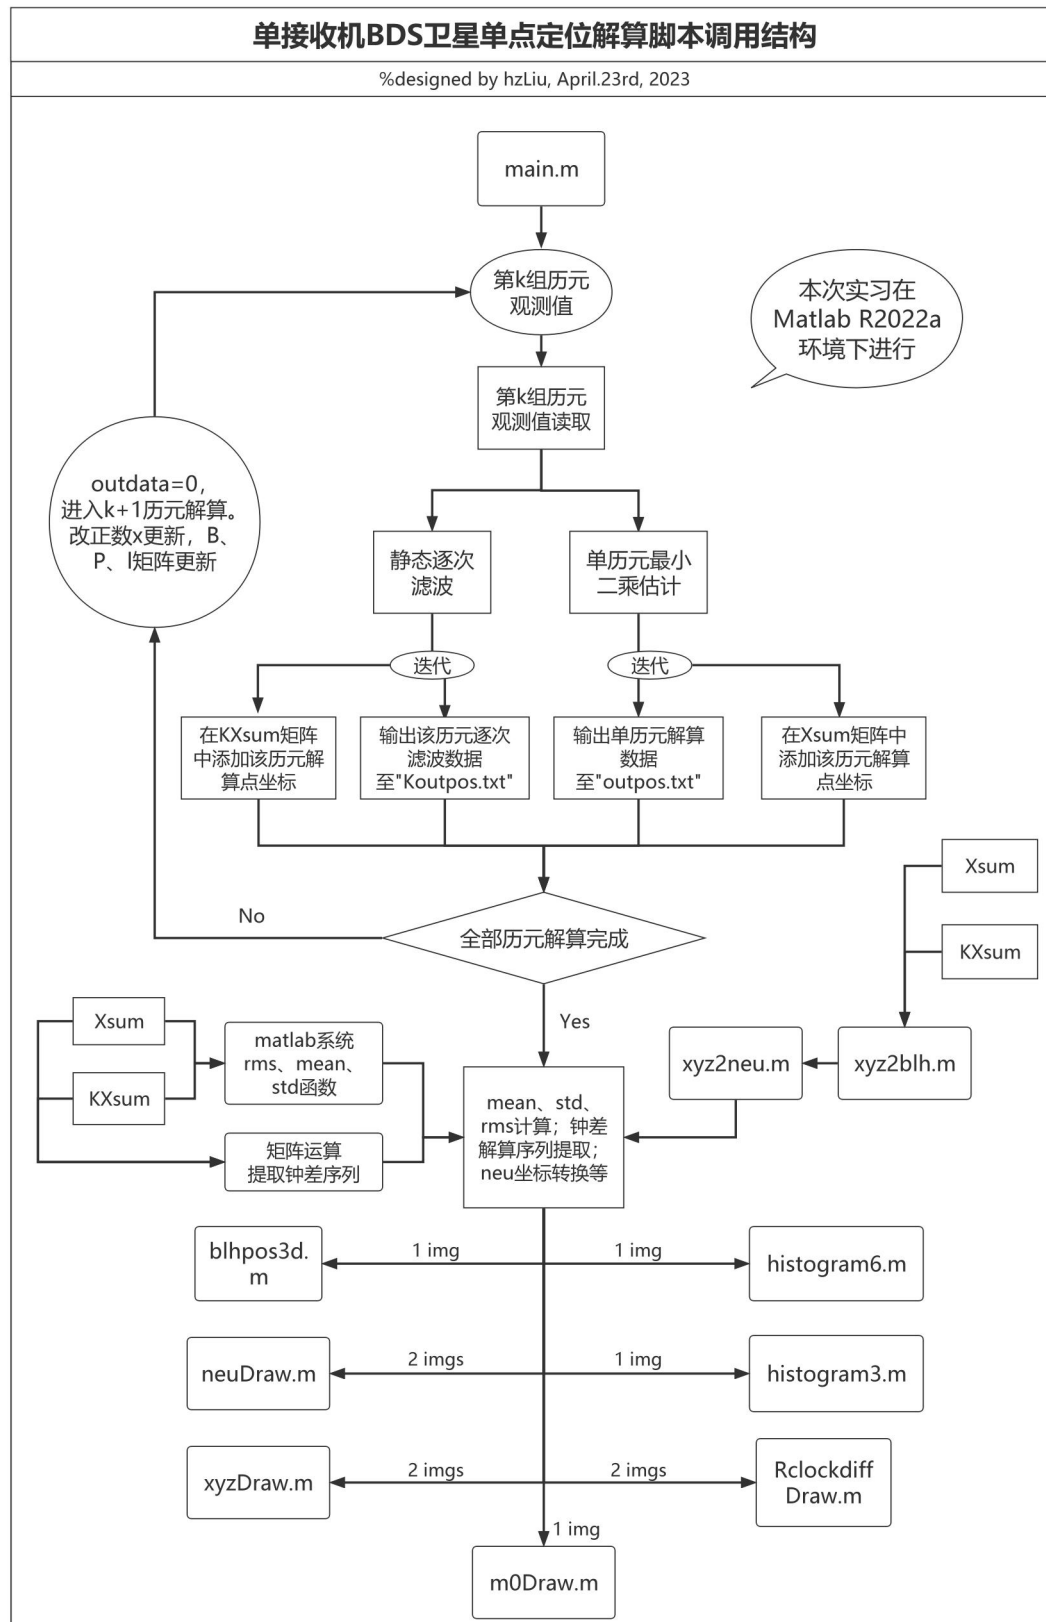 单接收机BDS卫星单点定位解算脚本调用结构
%designed by hzLiu, April.23rd, 2023
main.m
第k组历元
观测值
本次实习在
Matlab R2022a
环境下进行
第k组历元
观测值读取
outdata=0,
进入k+1历元解算。
改正数x更新，B、
P、l矩阵更新
静态逐次
滤波
单历元最小
二乘估计
迭代
迭代
在KXsum矩阵
中添加该历元解
算点坐标
输出该历元逐次
滤波数据
至"Koutpos.txt"
输出单历元解算
数据
至"outpos.txt"
在Xsum矩阵中
添加该历元解算
点坐标
Xsum
KXsum
No
全部历元解算完成
Yes
Xsum
KXsum
matlab系统
rms、mean、
std函数
矩阵运算
提取钟差序列
xyz2neu.m
xyz2blh.m
mean、std、
rms计算；钟差
解算序列提取；
neu坐标转换等
blhpos3d.
m
1 img
1 img
histogram6.m
neuDraw.m
2 imgs
1 img
histogram3.m
xyzDraw.m
2 imgs
2 imgs
Rclockdiff
Draw.m
1 img
m0Draw.m